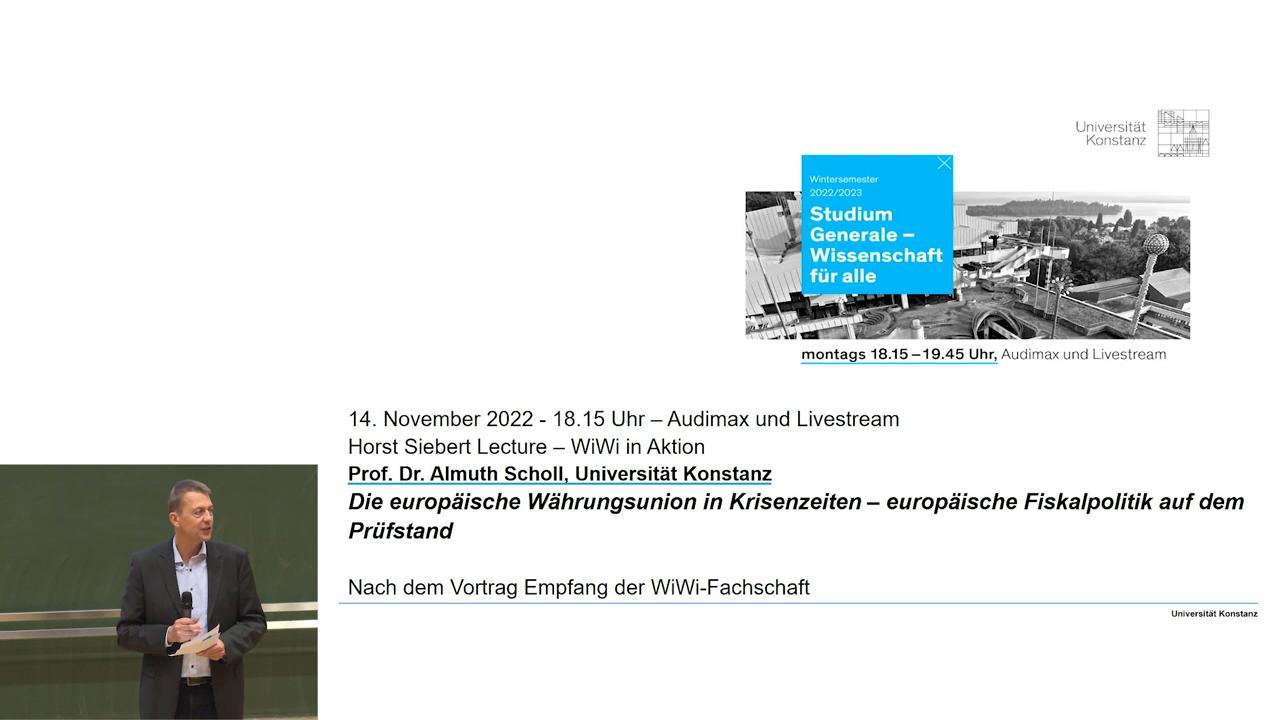 Universität
Konstanz
Wintersemester
2022/2023
Studium
Generale –
Wissenschaft
für alle
montags 18.15 – 19.45 Uhr, Audimax und Livestream
14. November 2022 - 18.15 Uhr – Audimax und Livestream
Horst Siebert Lecture – WiWi in Aktion
Prof. Dr. Almuth Scholl, Universität Konstanz
Die europäische Währungsunion in Krisenzeiten – europäische Fiskalpolitik auf dem
Prüfstand
Nach dem Vortrag Empfang der WiWi-Fachschaft
Universität Konstanz